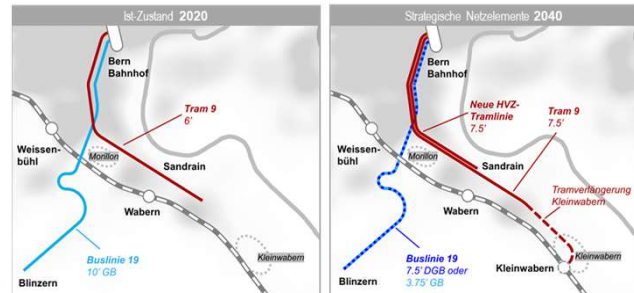 Ist-Zustand 2020
Bern
Bahnhof
Tram 9
6'
Weissen-
bühl
Morillon
Sandrain
Wabern
Buslinie 19
10' GB
Kleinwabern
Blinzern
Strategische Netzelemente 2040
Bern
Bahnhof
Neue HVZ-
Tramlinie
7.5'
Tram 9
7.5'
Weissen-
bühl
Morillon
Sandrain
Tramverlängerung
Kleinwabern
Wabern
Buslinie 19
7.5' DGB oder
3.75' GB
Kleinwabern
Kleinwabern
Blinzern